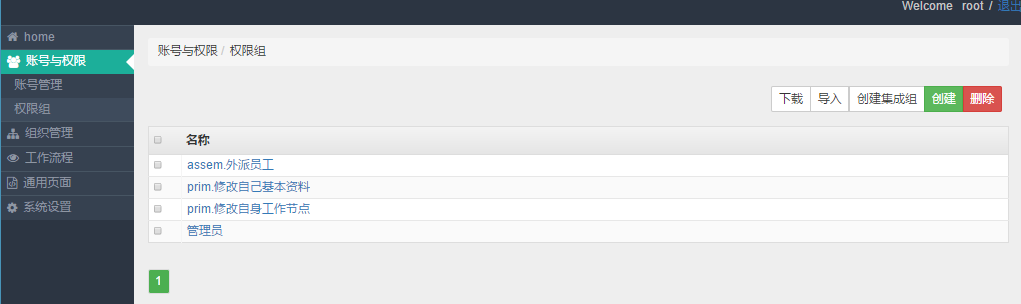 Welcome root / 退出
home
账号与权限
账号管理
权限组
组织管理
工作流程
通用页面
系统设置
账号与权限 / 权限组
下载 导入 创建集成组 创建 删除
名称
assem.外派员工
prim.修改自己基本资料
prim.修改自身工作节点
管理员
1